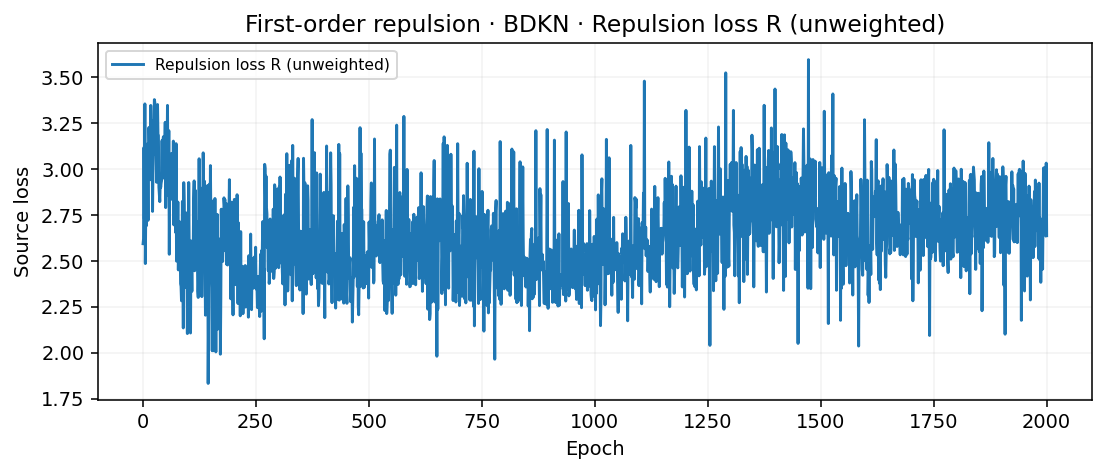 First-order repulsion · BDKN · Repulsion loss R (unweighted)
Repulsion loss R (unweighted)
Source loss
3.50
3.25
3.00
2.75
2.50
2.25
2.00
1.75
0 250 500 750 1000 1250 1500 1750 2000
Epoch